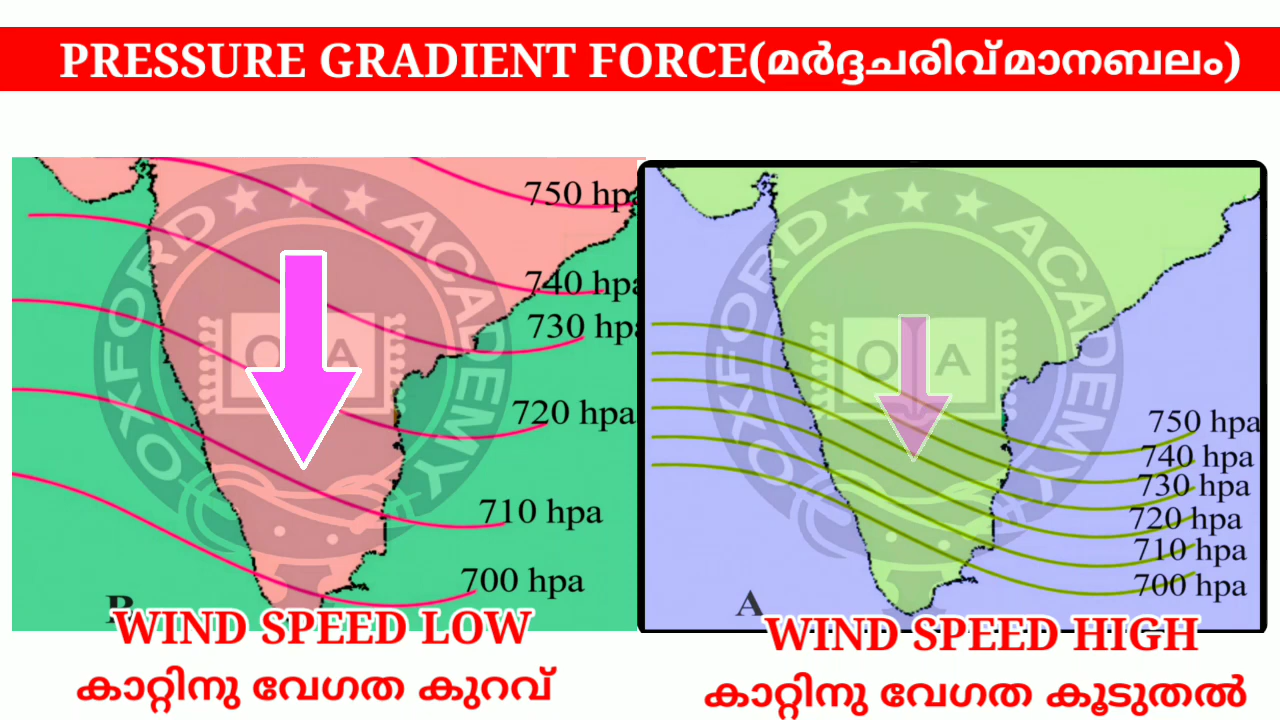 PRESSURE GRADIENT FORCE(മർദ്ദചരിവ്മാനബലം)
750 hpa
740 hpa
730 hpa
720 hpa
710 hpa
700 hpa
B
WIND SPEED LOW
കാറ്റിനു വേഗത കുറവ്
OXFORD ACADEMY
O A
750 hpa
740 hpa
730 hpa
720 hpa
710 hpa
700 hpa
A
WIND SPEED HIGH
കാറ്റിനു വേഗത കൂടുതൽ
OXFORD ACADEMY
O A